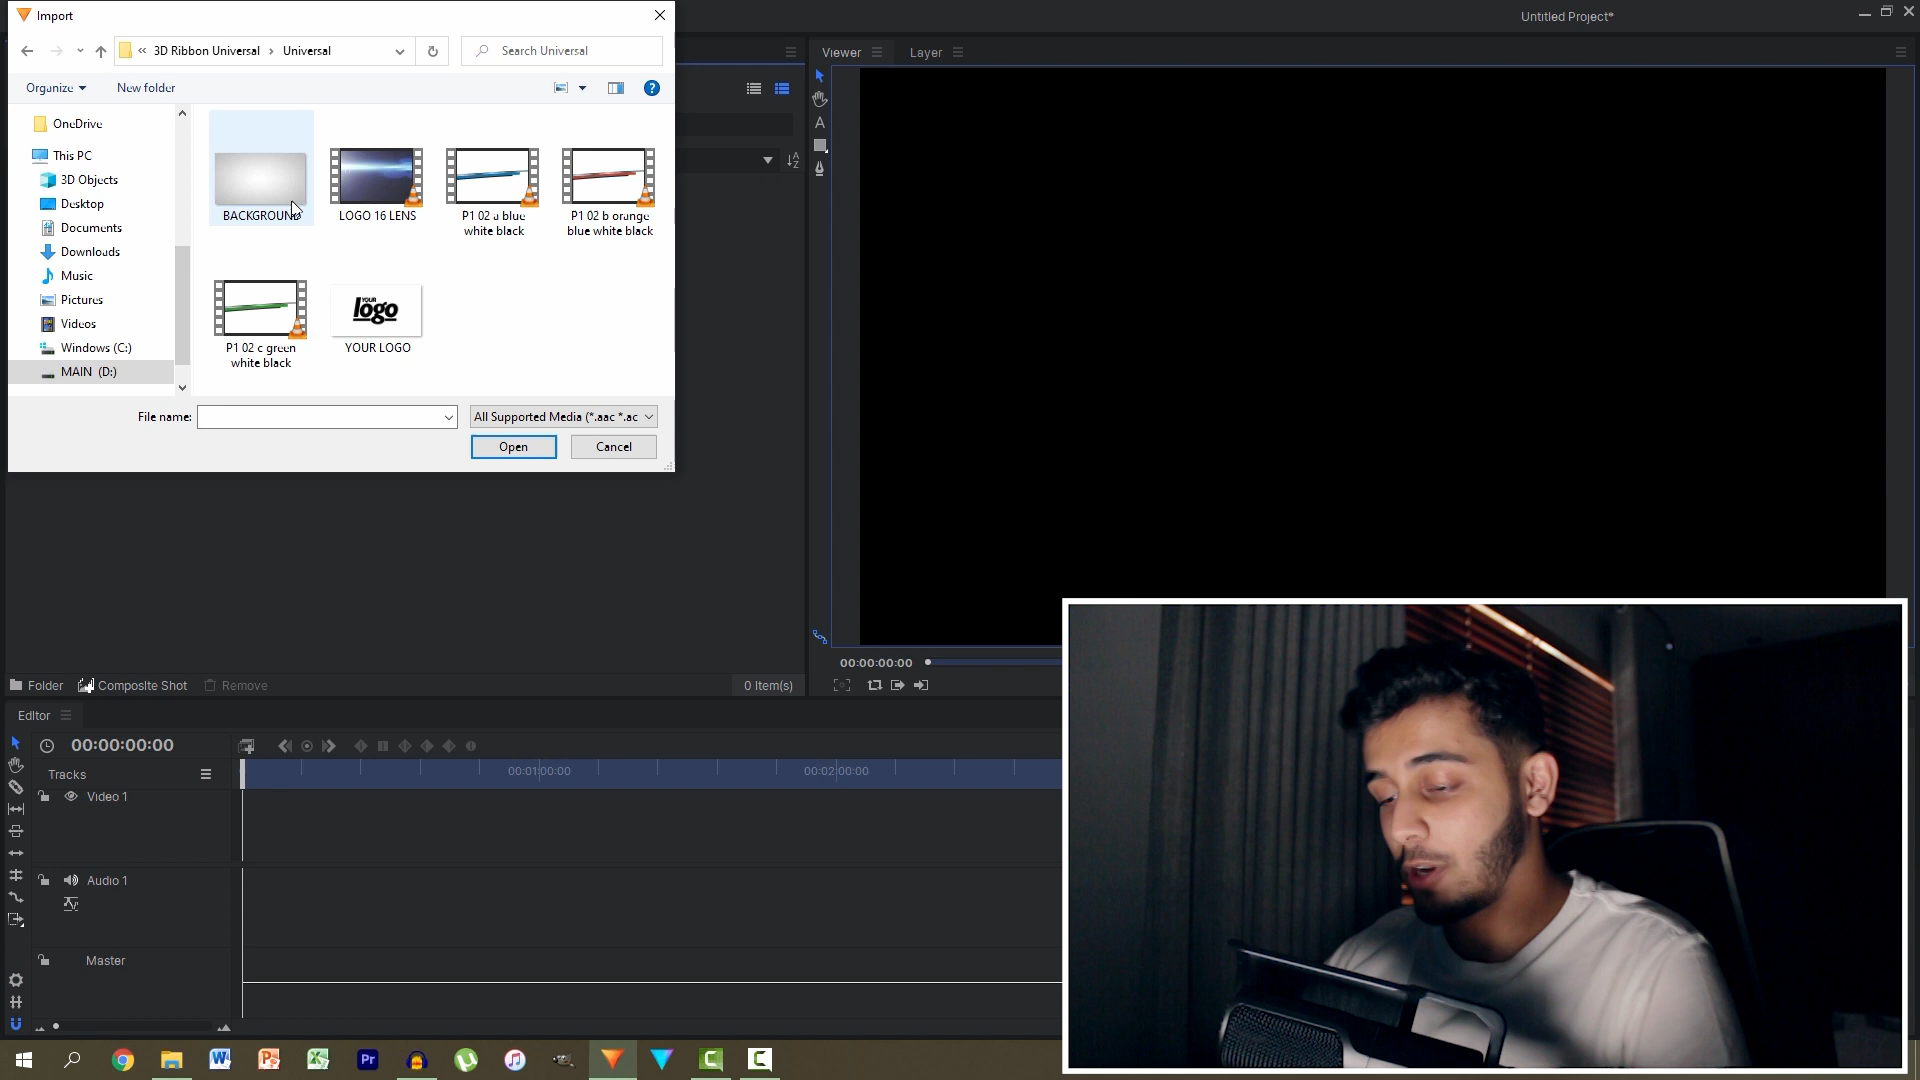 Import
Untitled Project*
« 3D Ribbon Universal › Universal
Search Universal
Viewer
Layer
Organize
New folder
OneDrive
This PC
3D Objects
Desktop
Documents
Downloads
Music
Pictures
Videos
Windows (C:)
MAIN (D:)
BACKGROUND
LOGO 16 LENS
P1 02 a blue
white black
P1 02 b orange
blue white black
P1 02 c green
white black
YOUR
logo
YOUR LOGO
File name:
All Supported Media (*.aac *.ac
Open
Cancel
00:00:00:00
Folder
Composite Shot
Remove
0 Item(s)
Editor
00:00:00:00
Tracks
00:01:00:00
00:02:00:00
Video 1
Audio 1
Master